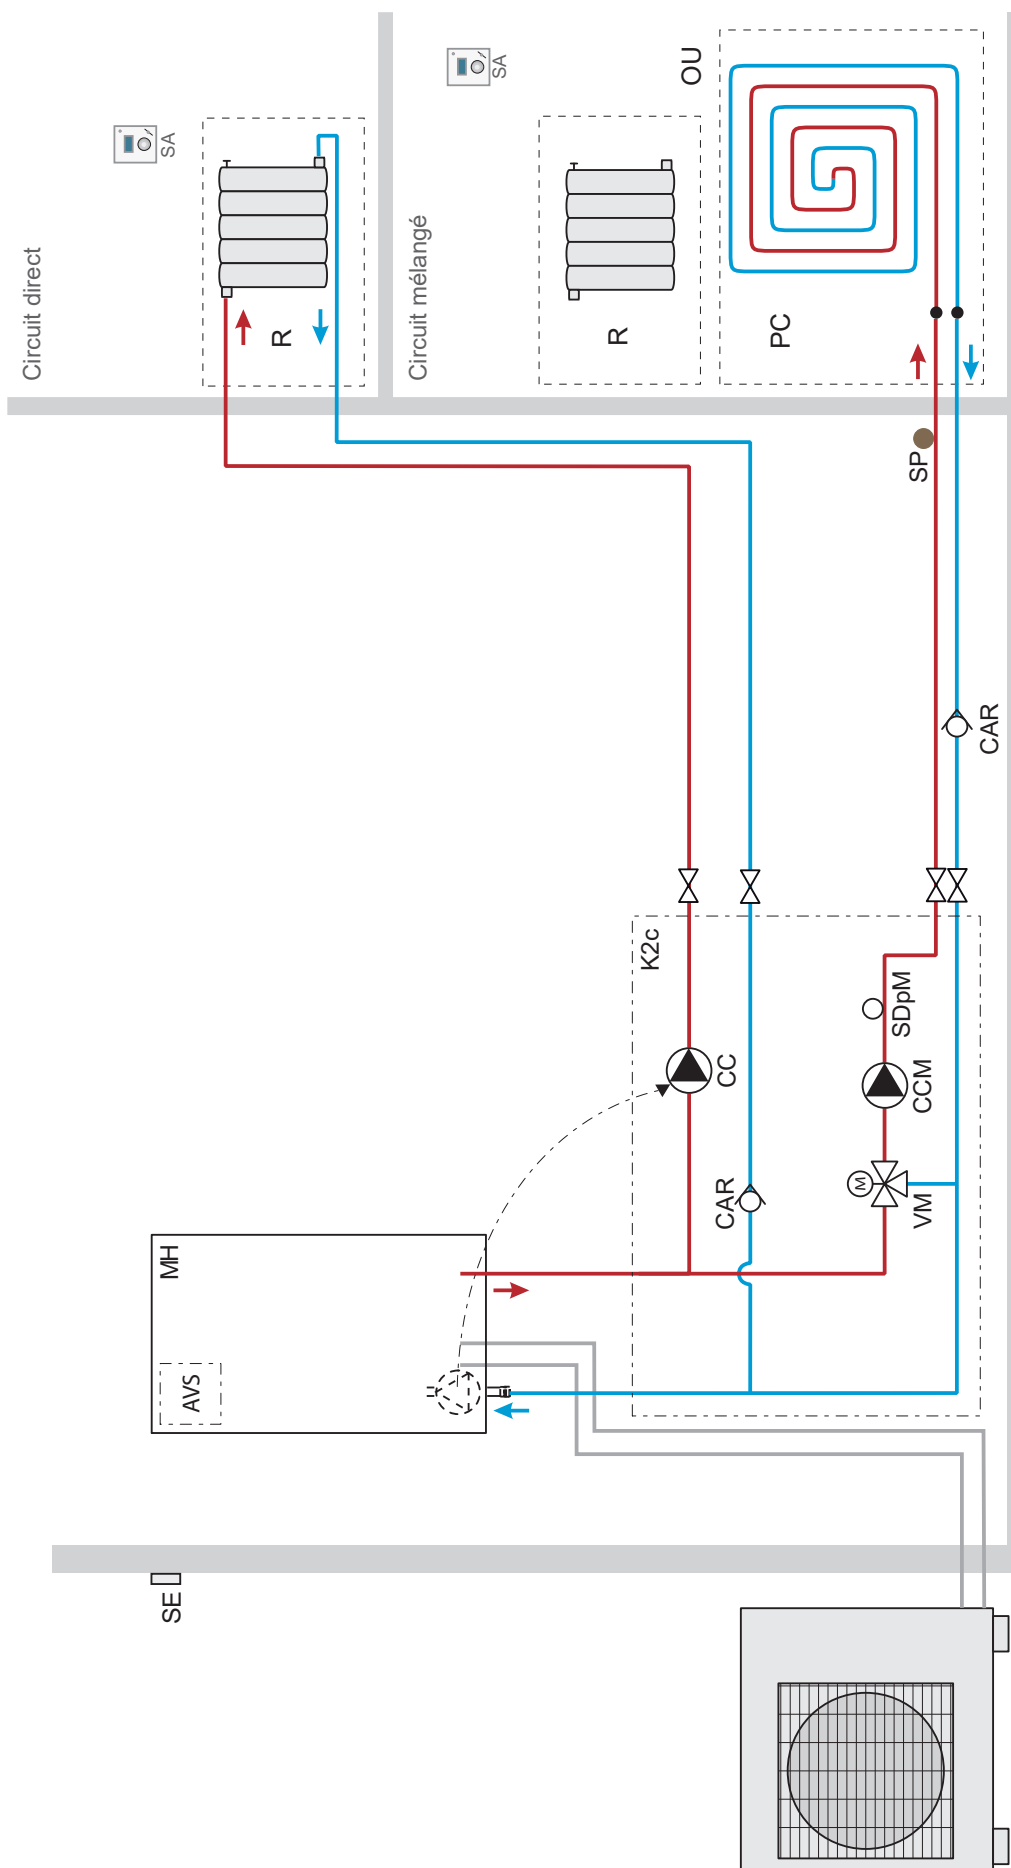 Circuit direct
SA
R
Circuit mélangé
SA
R
OU
PC
SP
CAR
K2c
CC
SDpM
CCM
CAR
M
VM
MH
AVS
SE